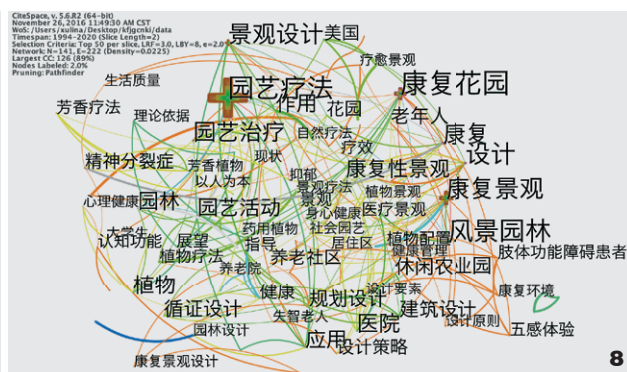 CiteSpace, v. 5.6.R2 (64-bit)
November 26, 2016 11:49:30 AM CST
WoS: /Users/xulina/Desktop/kfjgcnki/data
Timespan: 1994-2020 (Slice Length=2)
Selection Criteria: Top 50 per slice, LRF=3.0, LBY=8, e=2.0
Network: N=141, E=222 (Density=0.0225)
Largest CC: 126 (89%)
Nodes Labeled: 2.0%
Pruning: Pathfinder
景观设计
美国
疗愈景观
生活质量
园艺疗法
康复花园
作用
花园
芳香疗法
理论依据
老年人
园艺治疗
自然疗法
康复
疗效
设计
现状
精神分裂症
芳香植物
康复性景观
抑郁
以人为本
景观疗法
植物景观
康复景观
心理健康
园林
景观
园艺活动
身心健康
医疗景观
药用植物
社会园艺
风景园林
大学生
认知功能
展望
指导
居住区
植物配置
健康管理
肢体功能障碍患者
植物疗法
养老社区
养老院
休闲农业园
植物
健康
设计要素
康复环境
规划设计
循证设计
失智老人
建筑设计
医院
设计原则
园林设计
五感体验
应用
设计策略
康复景观设计
8